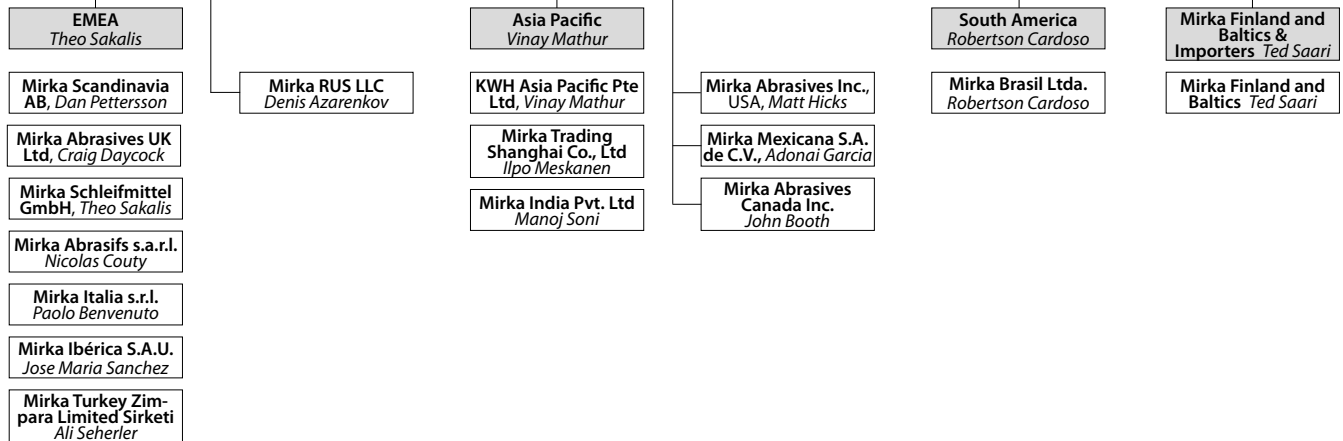 EMEA
Theo Sakalis
Mirka Scandinavia
AB, Dan Pettersson
Mirka Abrasives UK
Ltd, Craig Daycock
Mirka Schleifmittel
GmbH, Theo Sakalis
Mirka Abrasifs s.a.r.l.
Nicolas Couty
Mirka Italia s.r.l.
Paolo Benvenuto
Mirka Ibérica S.A.U.
Jose Maria Sanchez
Mirka Turkey Zim-
para Limited Sirketi
Ali Seherler
Mirka RUS LLC
Denis Azarenkov
Asia Pacific
Vinay Mathur
KWH Asia Pacific Pte
Ltd, Vinay Mathur
Mirka Trading
Shanghai Co., Ltd
Ilpo Meskanen
Mirka India Pvt. Ltd
Manoj Soni
Mirka Abrasives Inc.,
USA, Matt Hicks
Mirka Mexicana S.A.
de C.V., Adonai Garcia
Mirka Abrasives
Canada Inc.
John Booth
South America
Robertson Cardoso
Mirka Brasil Ltda.
Robertson Cardoso
Mirka Finland and
Baltics &
Importers Ted Saari
Mirka Finland and
Baltics Ted Saari